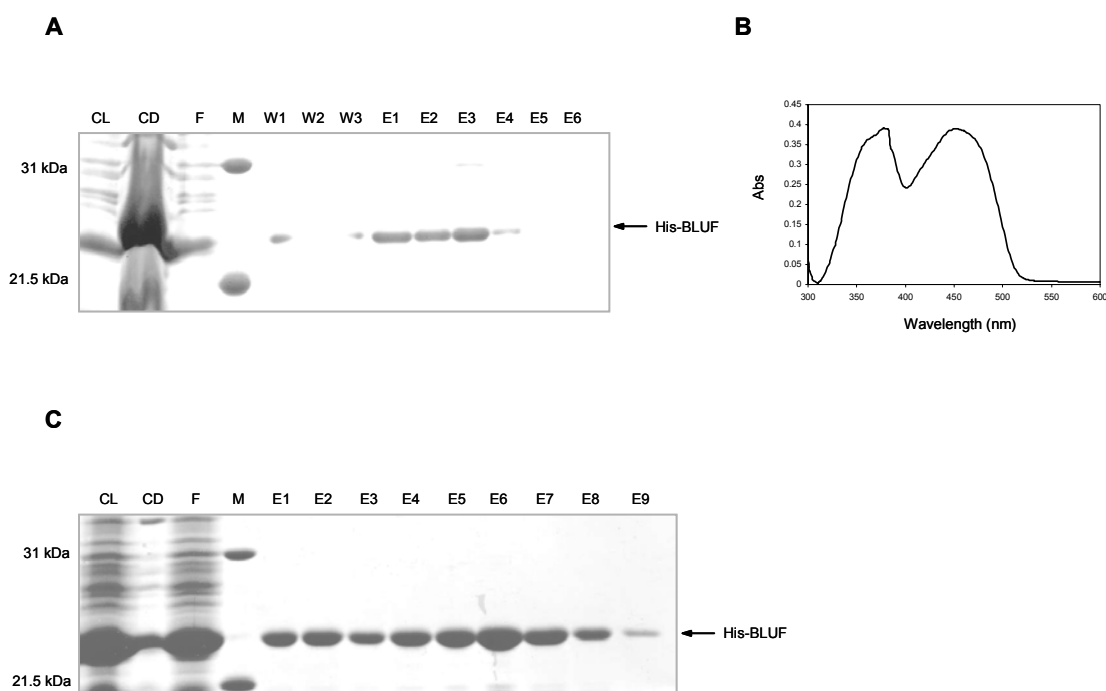 A
CL CD F M W1 W2 W3 E1 E2 E3 E4 E5 E6
31 kDa
His-BLUF
21.5 kDa
B
Abs
0.45
0.4
0.35
0.3
0.25
0.2
0.15
0.1
0.05
0
300 350 400 450 500 550 600
Wavelength (nm)
C
CL CD F M E1 E2 E3 E4 E5 E6 E7 E8 E9
31 kDa
His-BLUF
21.5 kDa